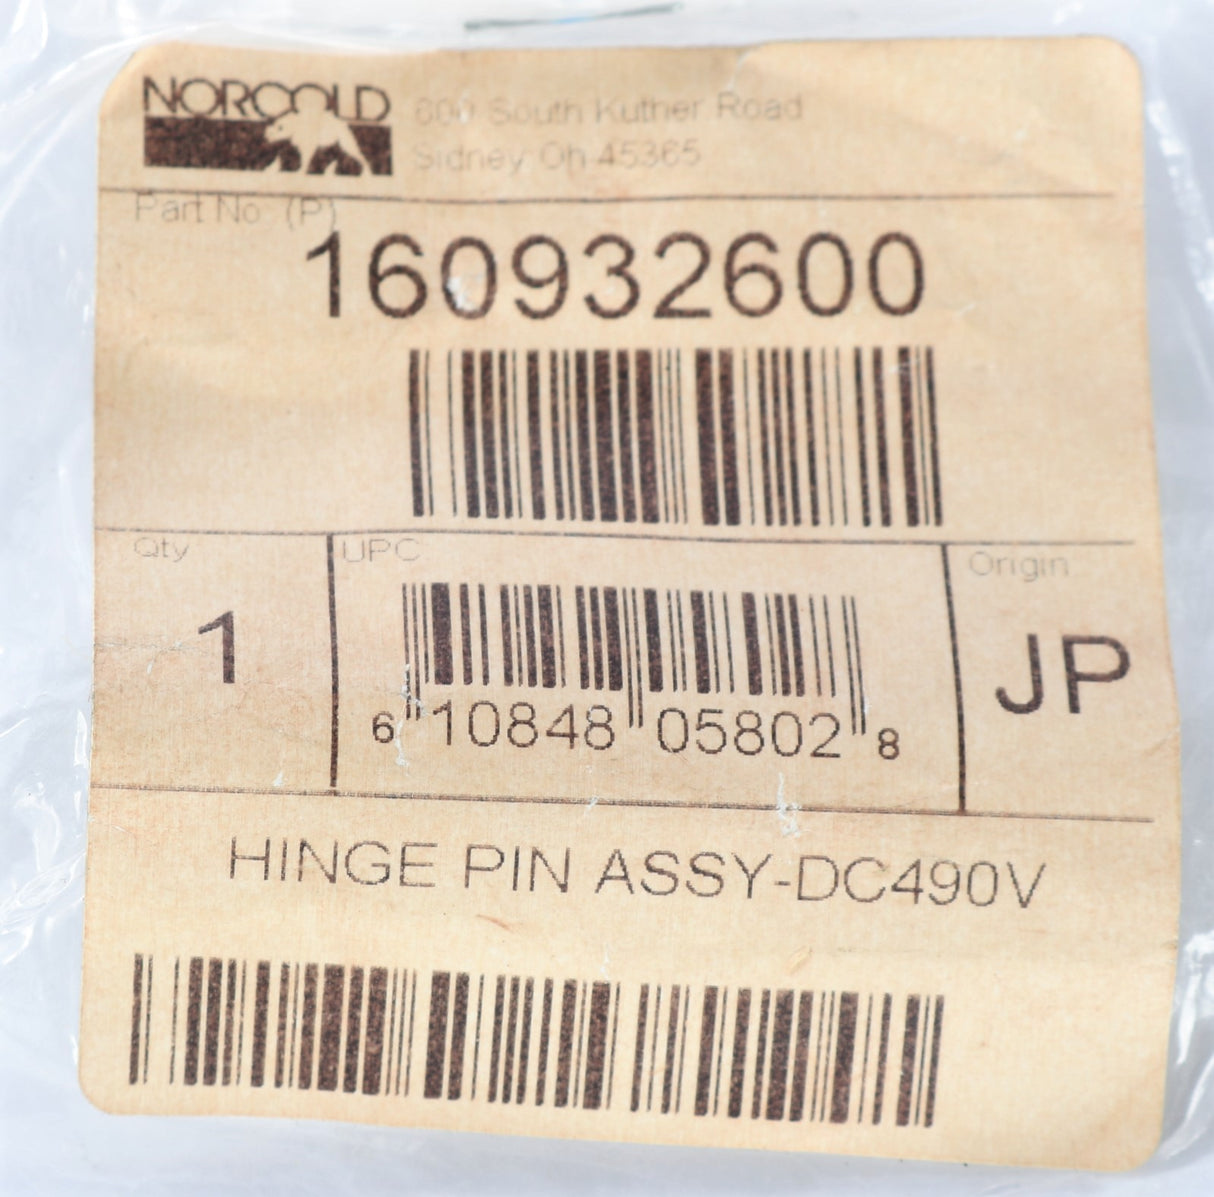 NORCOLD
600 South Kuther Road
Sidney, Oh 45365
Part No. (P)
160932600
Qty
UPC
Origin
1
JP
6 10848 05802 8
HINGE PIN ASSY-DC490V